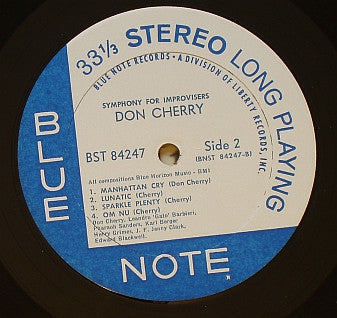 33⅓ STEREO LONG PLAYING
BLUE NOTE RECORDS • A DIVISION OF LIBERTY RECORDS, INC.
SYMPHONY FOR IMPROVISERS
DON CHERRY
BST 84247
Side 2
(BNST 84247-B)
All compositions Blue Horizon Music - BMI
1. MANHATTAN CRY (Don Cherry)
2. LUNATIC (Cherry)
3. SPARKLE PLENTY (Cherry)
4. OM NU (Cherry)
Don Cherry, Leandro "Gato" Barbieri,
Pharoah Sanders, Karl Berger
Henry Grimes, J. F. Jenny Clark,
Edward Blackwell.
BLUE
NOTE